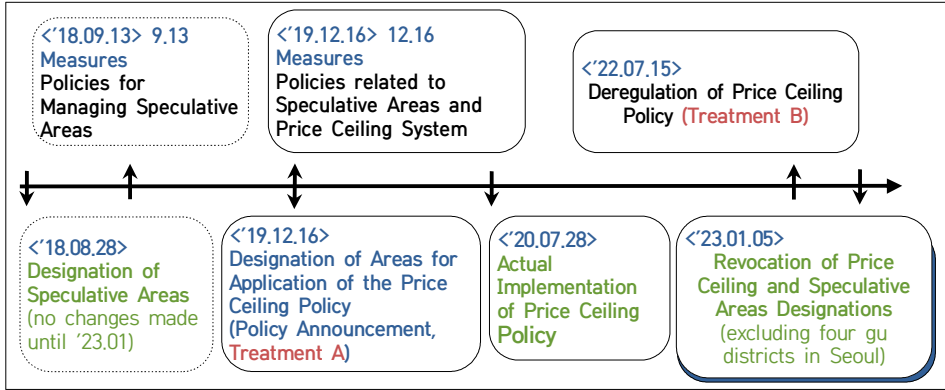 <'18.09.13> 9.13
Measures
Policies for
Managing Speculative
Areas
<'19.12.16> 12.16
Measures
Policies related to
Speculative Areas and
Price Ceiling System
<'22.07.15>
Deregulation of Price Ceiling
Policy (Treatment B)
<'18.08.28>
Designation of
Speculative Areas
(no changes made
until '23.01)
<'19.12.16>
Designation of Areas for
Application of the Price
Ceiling Policy
(Policy Announcement,
Treatment A)
<'20.07.28>
Actual
Implementation
of Price Ceiling
Policy
<'23.01.05>
Revocation of Price
Ceiling and Speculative
Areas Designations
(excluding four gu
districts in Seoul)